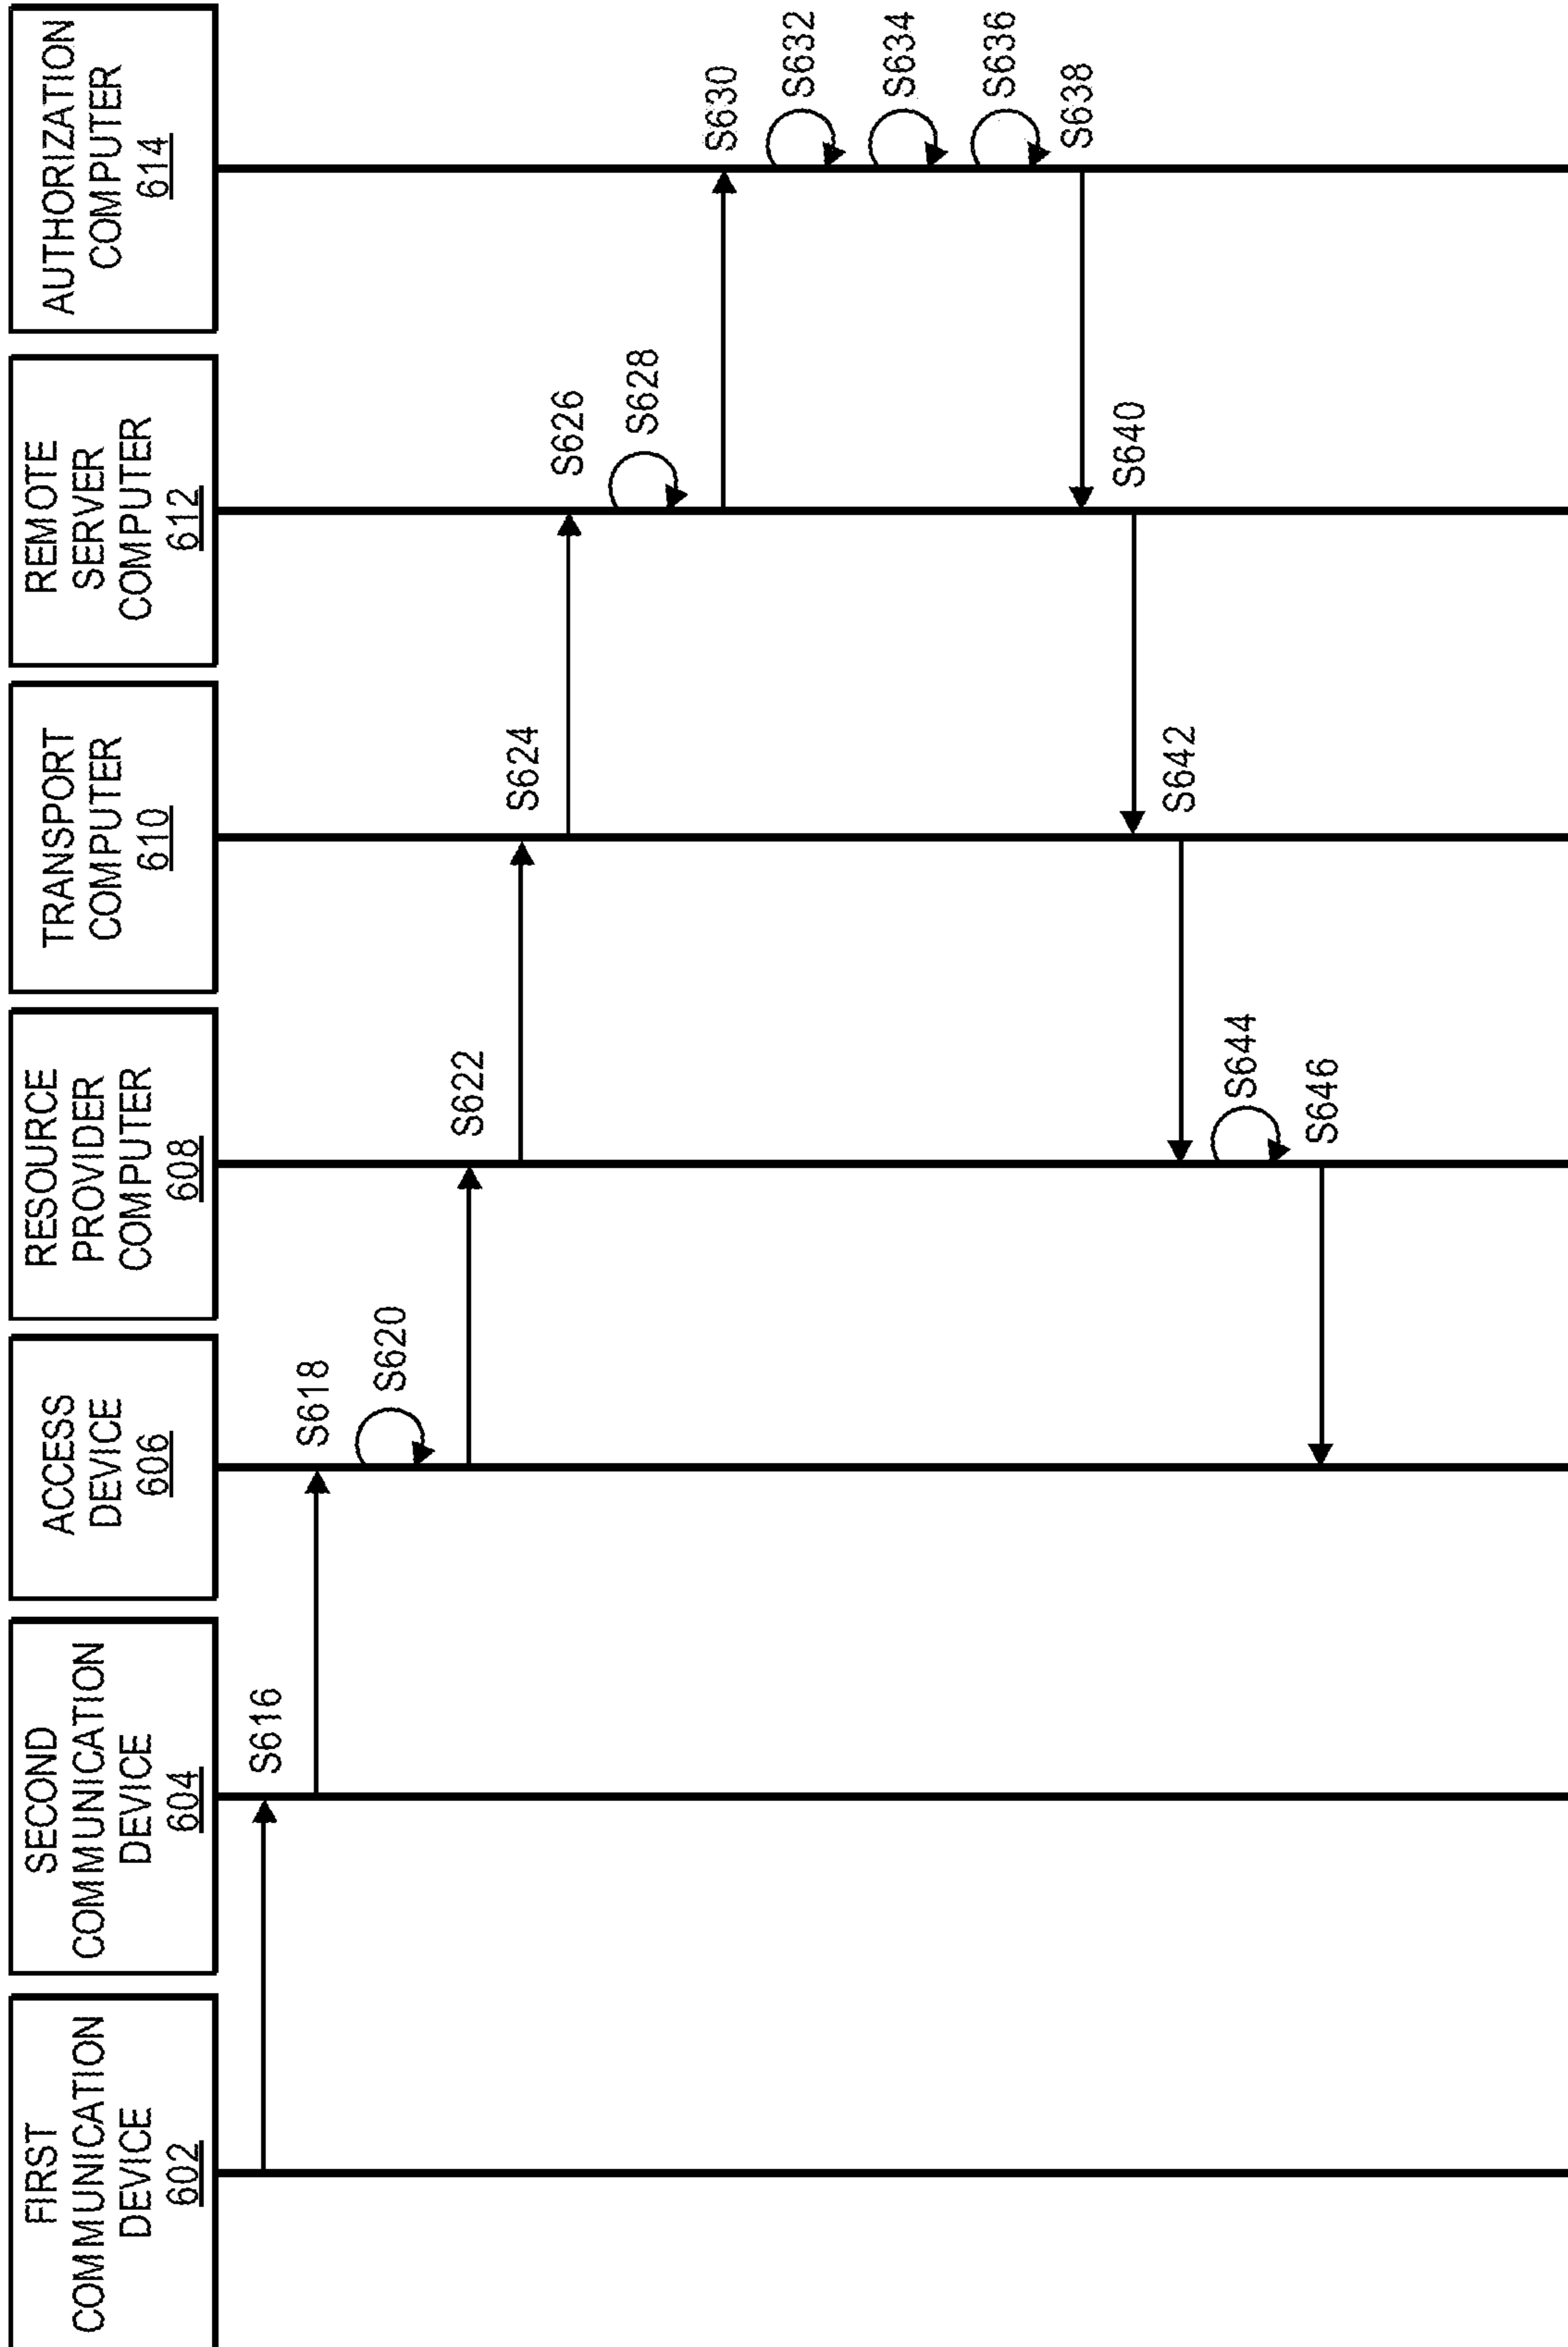 FIRST
COMMUNICATION
DEVICE
602
SECOND
COMMUNICATION
DEVICE
604
ACCESS
DEVICE
606
RESOURCE
PROVIDER
COMPUTER
608
TRANSPORT
COMPUTER
610
REMOTE
SERVER
COMPUTER
612
AUTHORIZATION
COMPUTER
614
S616
S618
S620
S622
S624
S626
S628
S630
S632
S634
S636
S638
S640
S642
S644
S646